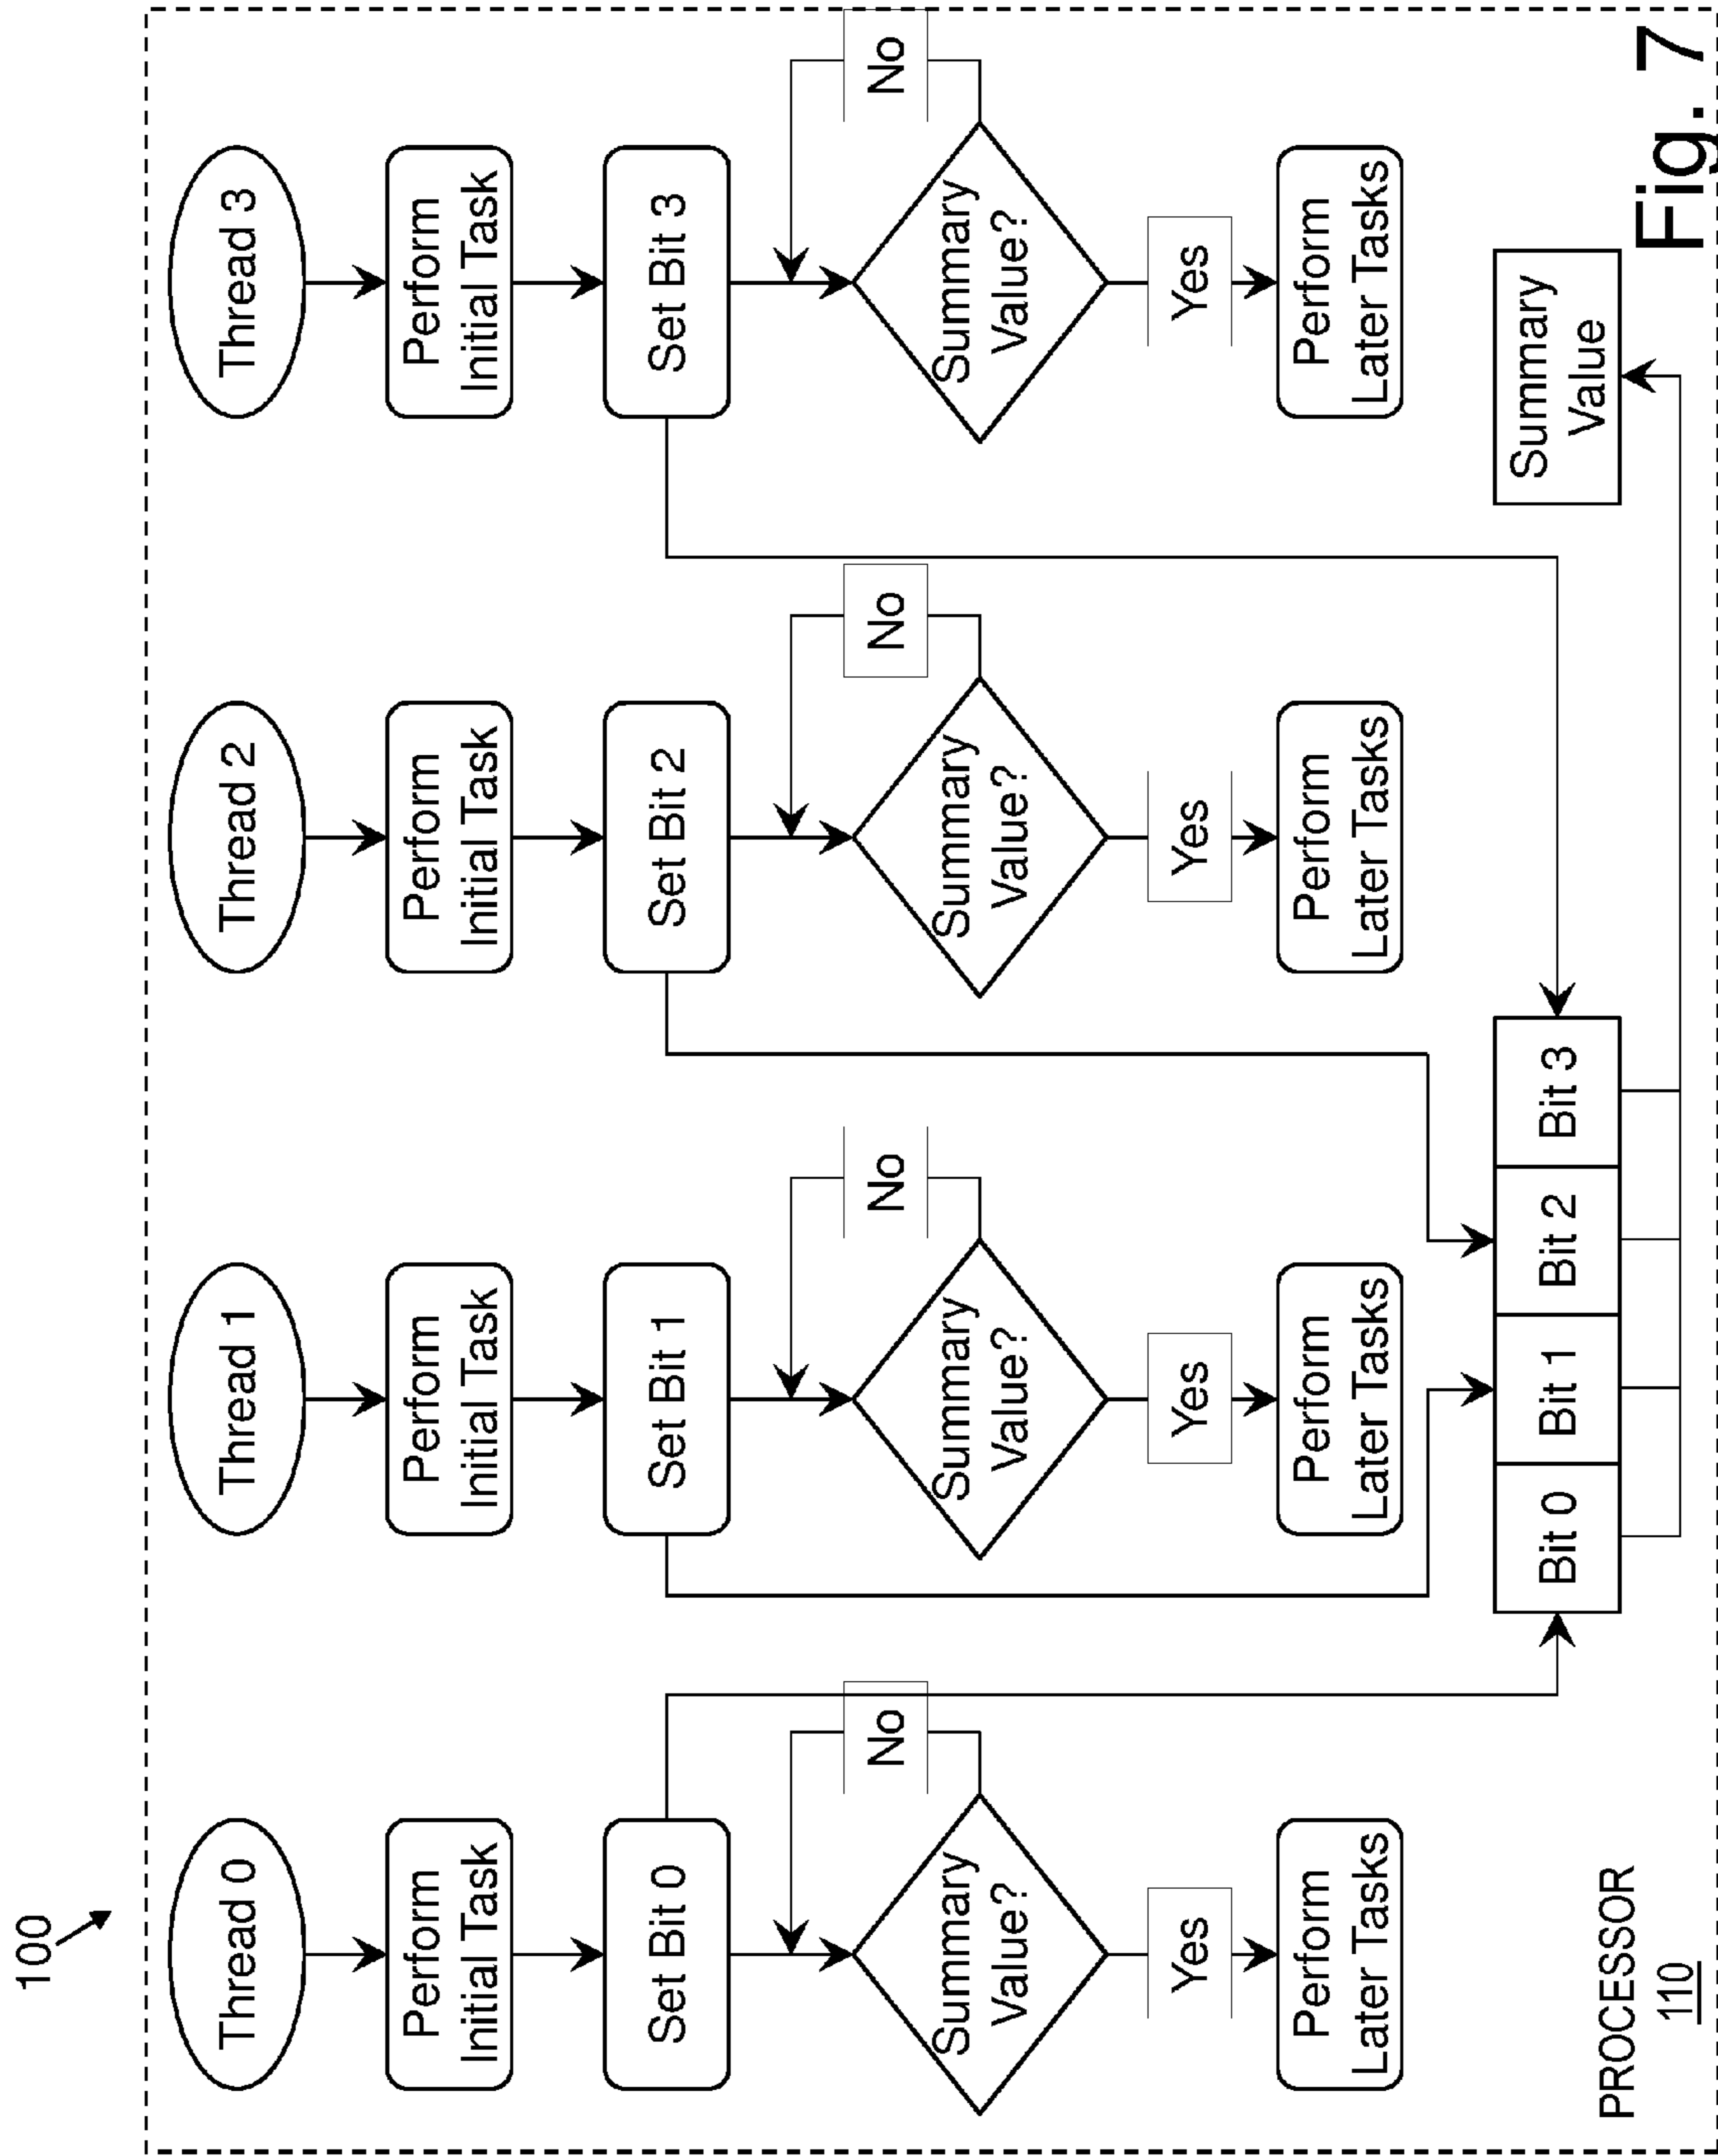 100
Thread 0
Thread 1
Thread 2
Thread 3
Perform
Initial Task
Perform
Initial Task
Perform
Initial Task
Perform
Initial Task
Set Bit 0
Set Bit 1
Set Bit 2
Set Bit 3
No
No
No
No
Summary
Value?
Summary
Value?
Summary
Value?
Summary
Value?
Yes
Yes
Yes
Yes
Perform
Later Tasks
Perform
Later Tasks
Perform
Later Tasks
Perform
Later Tasks
Bit 0
Bit 1
Bit 2
Bit 3
Summary
Value
PROCESSOR
110
Fig. 7